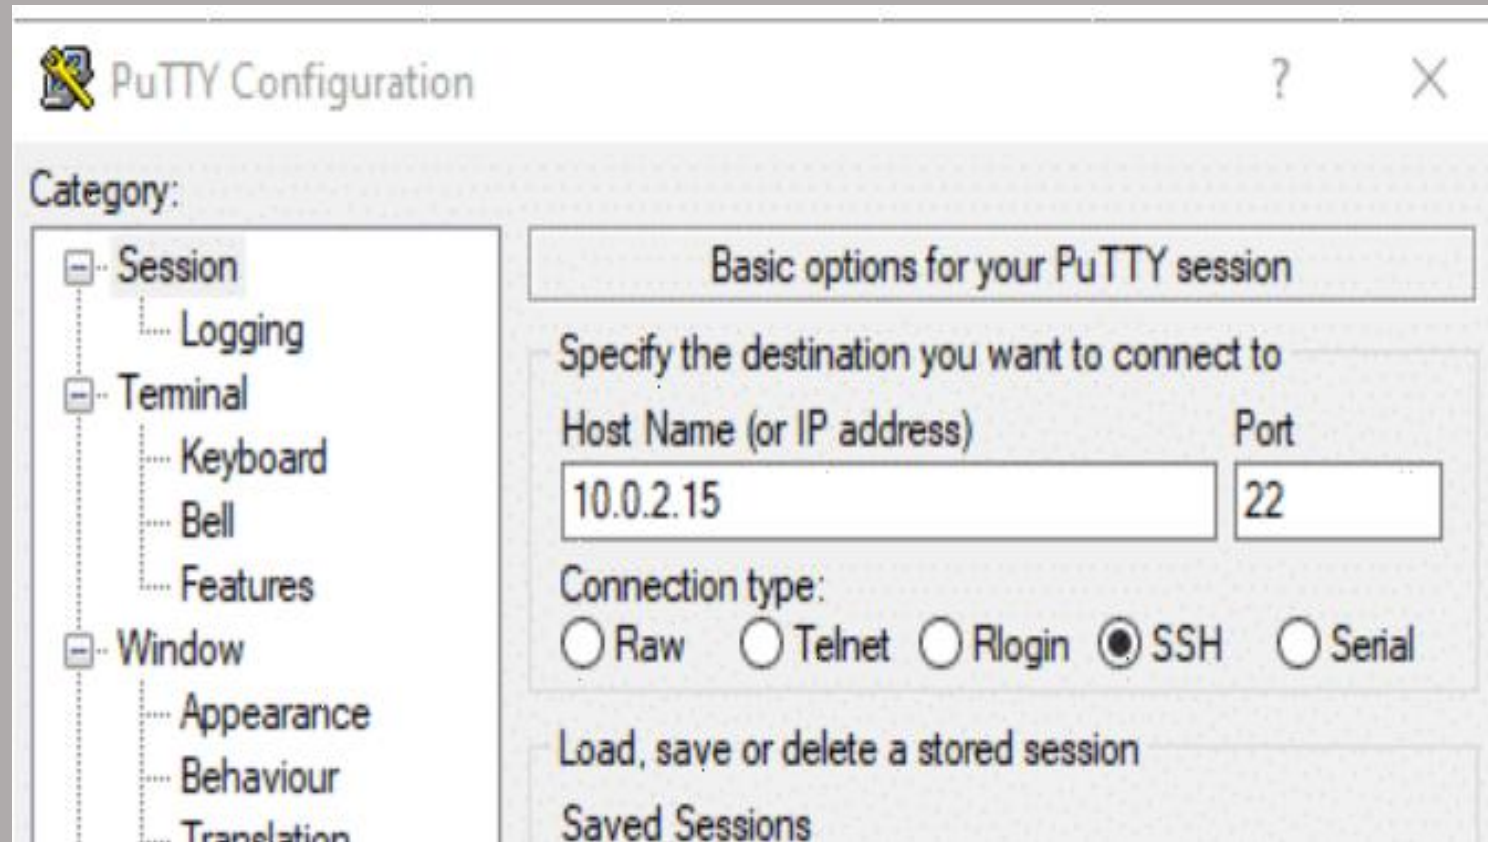 PuTTY Configuration
?
Category:
Session
Logging
Terminal
Keyboard
Bell
Features
Window
Appearance
Behaviour
Translation
Basic options for your PuTTY session
Specify the destination you want to connect to
Host Name (or IP address) Port
10.0.2.15 22
Connection type:
Raw Telnet Rlogin SSH Serial
Load, save or delete a stored session
Saved Sessions